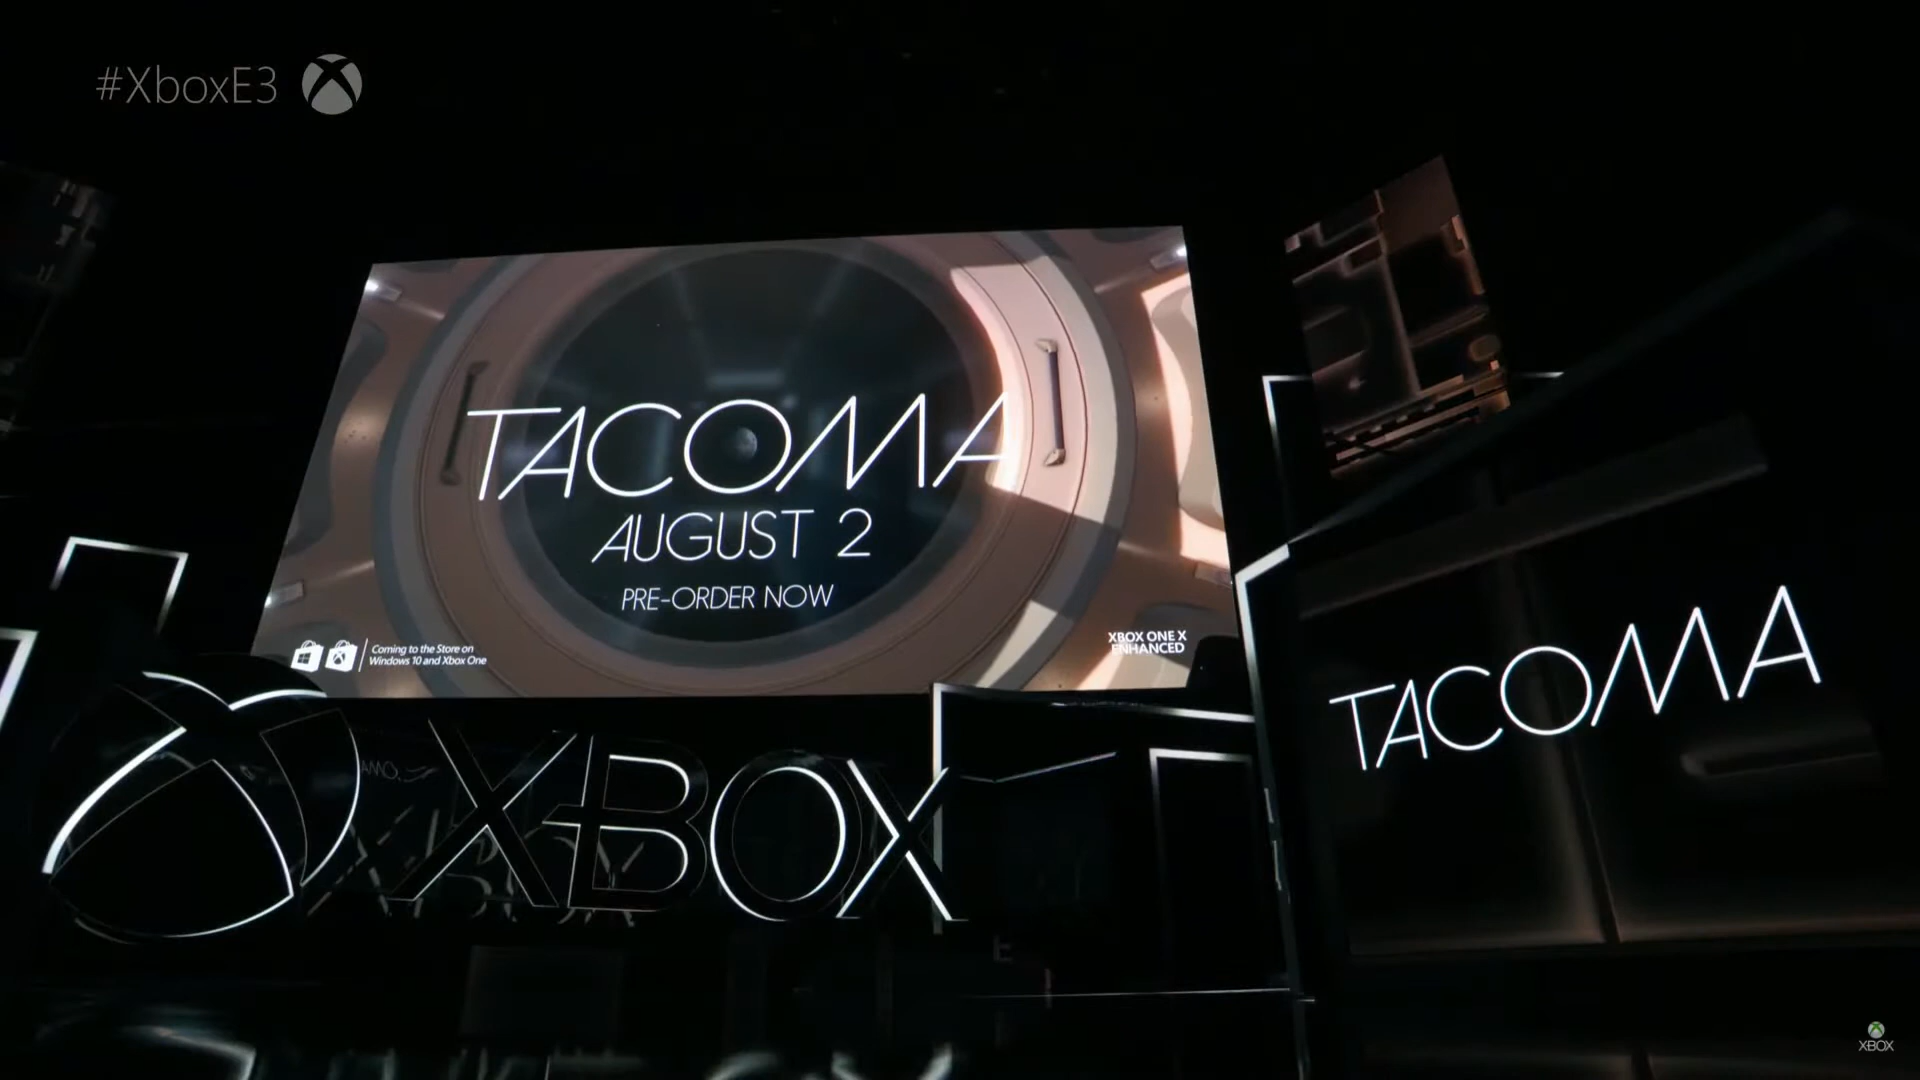 #XboxE3
TACOMA
AUGUST 2
PRE-ORDER NOW
Coming to the Store on
Windows 10 and Xbox One
XBOX ONE X
ENHANCED
TACOMA
XBOX
XBOX